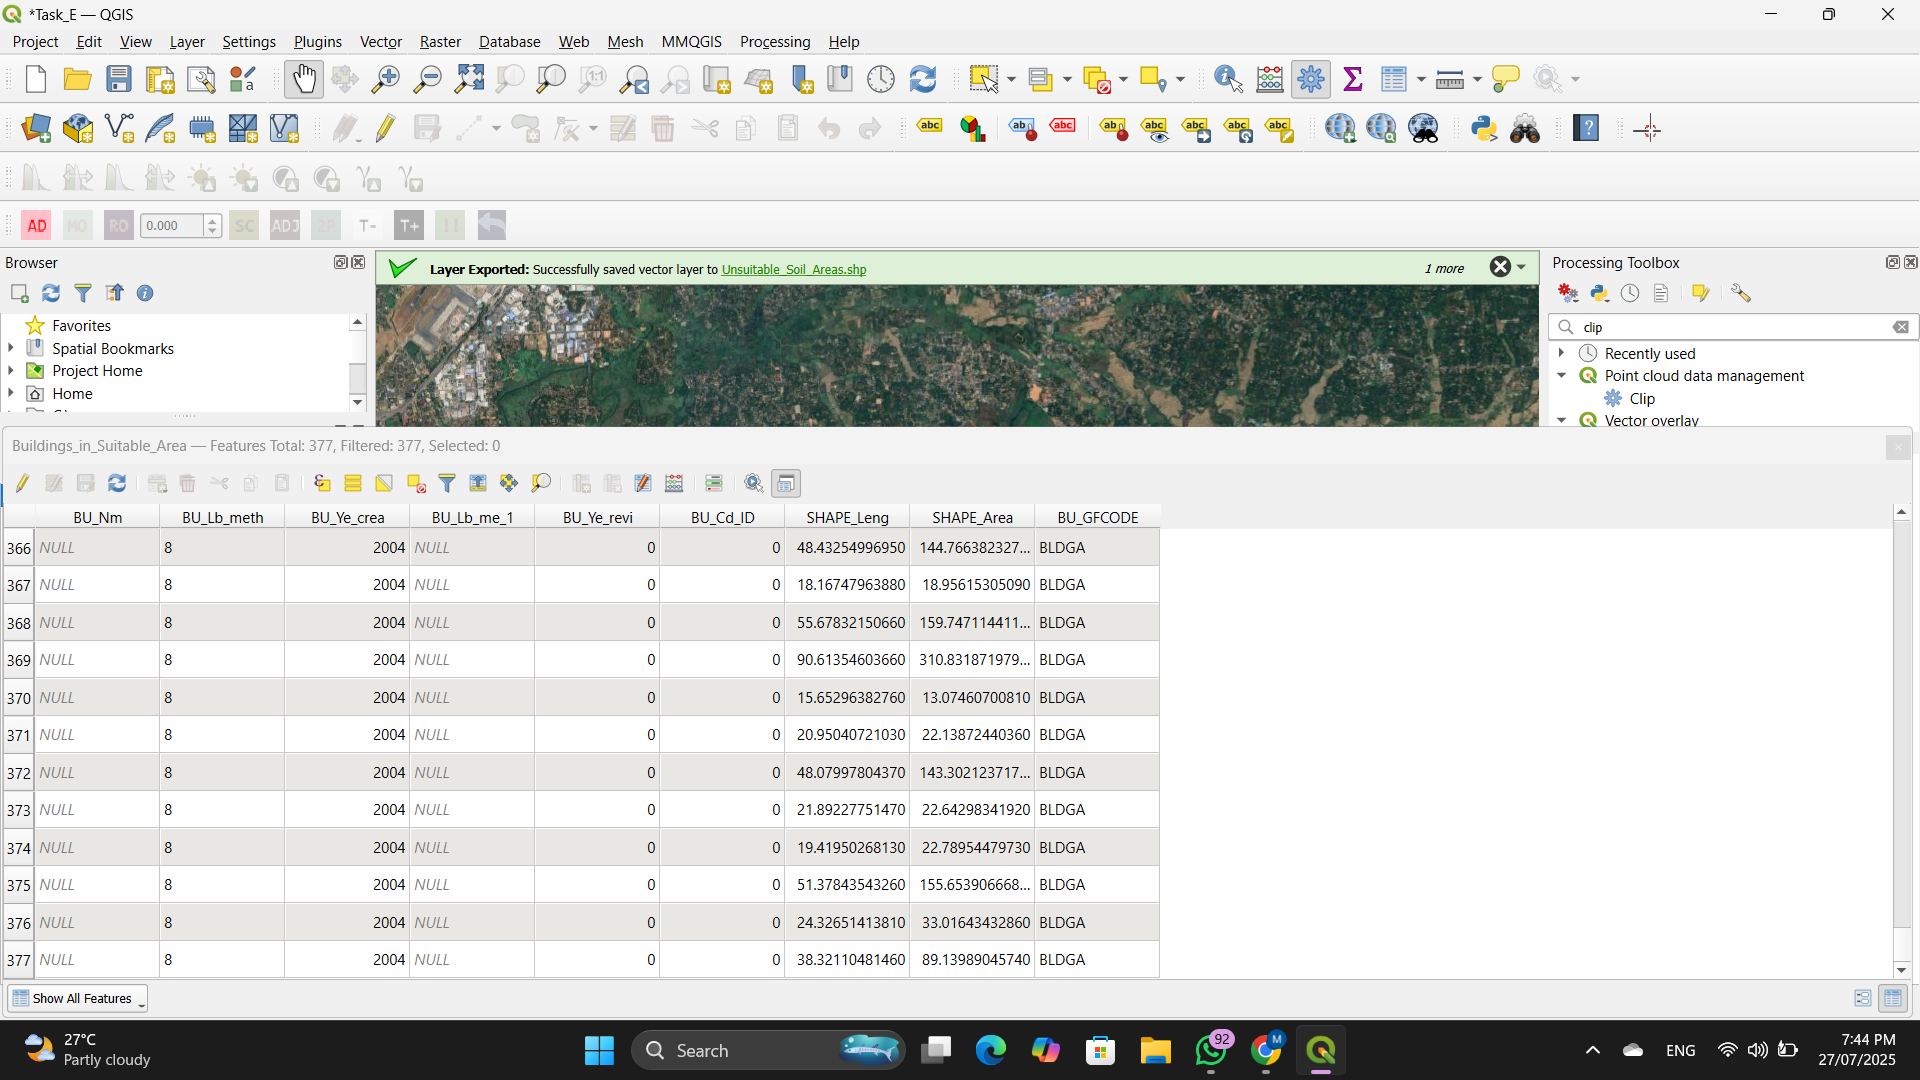 *Task_E — QGIS
Project Edit View Layer Settings Plugins Vector Raster Database Web Mesh MMQGIS Processing Help
abc ab abc ab abc abc abc abc
AD MO RO 0.000 SC ADJ 2P T- T+
Browser
Layer Exported: Successfully saved vector layer to Unsuitable_Soil_Areas.shp 1 more
Processing Toolbox
Favorites
Spatial Bookmarks
Project Home
Home
clip
Recently used
Point cloud data management
Clip
Vector overlay
Buildings_in_Suitable_Area — Features Total: 377, Filtered: 377, Selected: 0
BU_Nm BU_Lb_meth BU_Ye_crea BU_Lb_me_1 BU_Ye_revi BU_Cd_ID SHAPE_Leng SHAPE_Area BU_GFCODE
366 NULL 8 2004 NULL 0 0 48.43254996950 144.766382327... BLDGA
367 NULL 8 2004 NULL 0 0 18.16747963880 18.95615305090 BLDGA
368 NULL 8 2004 NULL 0 0 55.67832150660 159.747114411... BLDGA
369 NULL 8 2004 NULL 0 0 90.61354603660 310.831871979... BLDGA
370 NULL 8 2004 NULL 0 0 15.65296382760 13.07460700810 BLDGA
371 NULL 8 2004 NULL 0 0 20.95040721030 22.13872440360 BLDGA
372 NULL 8 2004 NULL 0 0 48.07997804370 143.302123717... BLDGA
373 NULL 8 2004 NULL 0 0 21.89227751470 22.64298341920 BLDGA
374 NULL 8 2004 NULL 0 0 19.41950268130 22.78954479730 BLDGA
375 NULL 8 2004 NULL 0 0 51.37843543260 155.653906668... BLDGA
376 NULL 8 2004 NULL 0 0 24.32651413810 33.01643432860 BLDGA
377 NULL 8 2004 NULL 0 0 38.32110481460 89.13989045740 BLDGA
Show All Features
27°C
Partly cloudy
Search
92
M
ENG
7:44 PM
27/07/2025